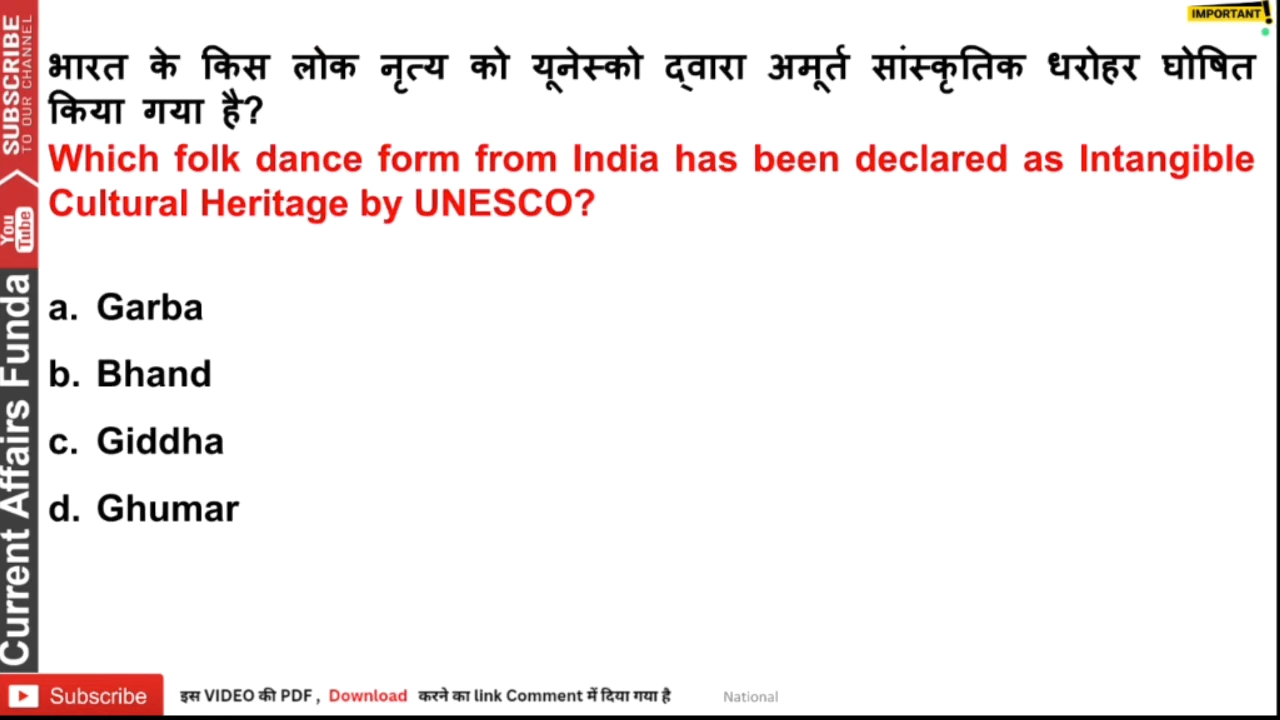 IMPORTANT!
भारत के किस लोक नृत्य को यूनेस्को द्वारा अमूर्त सांस्कृतिक धरोहर घोषित
किया गया है?
Which folk dance form from India has been declared as Intangible
Cultural Heritage by UNESCO?
a. Garba
b. Bhand
c. Giddha
d. Ghumar
SUBSCRIBE
TO OUR CHANNEL
You Tube
Current Affairs Funda
Subscribe
इस VIDEO की PDF , Download करने का link Comment में दिया गया है
National